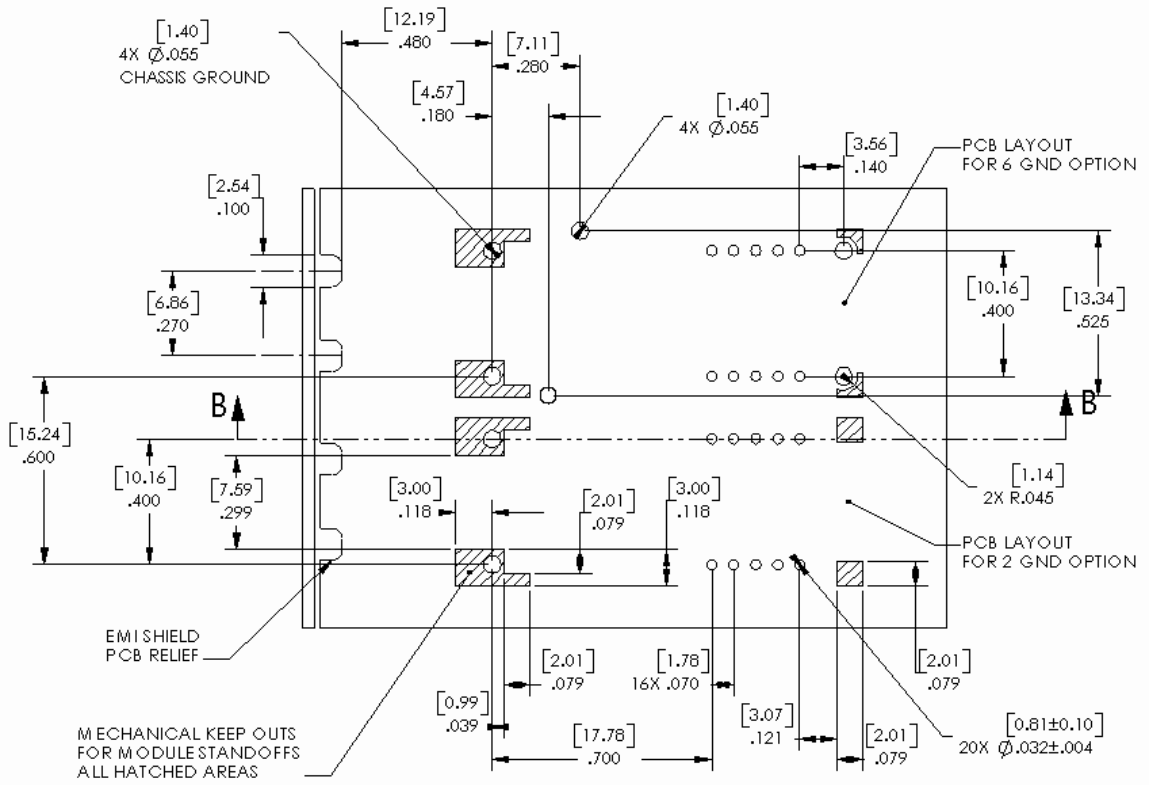 [12.19]
.480
[1.40]
4X Ø.055
CHASSIS GROUND
[7.11]
.280
[4.57]
.180
[1.40]
4X Ø.055
[3.56]
.140
PCB LAYOUT
FOR 6 GND OPTION
[2.54]
.100
[6.86]
.270
[10.16]
.400
[13.34]
.525
B
B
[15.24]
.600
[10.16]
.400
[7.59]
.299
[3.00]
.118
[2.01]
.079
[3.00]
.118
[1.14]
2X R.045
PCB LAYOUT
FOR 2 GND OPTION
EMI SHIELD
PCB RELIEF
[2.01]
.079
[1.78]
16X .070
[2.01]
.079
[0.99]
.039
[3.07]
.121
[0.81±0.10]
20X Ø.032±.004
MECHANICAL KEEP OUTS
FOR MODULE STANDOFFS
ALL HATCHED AREAS
[17.78]
.700
[2.01]
.079